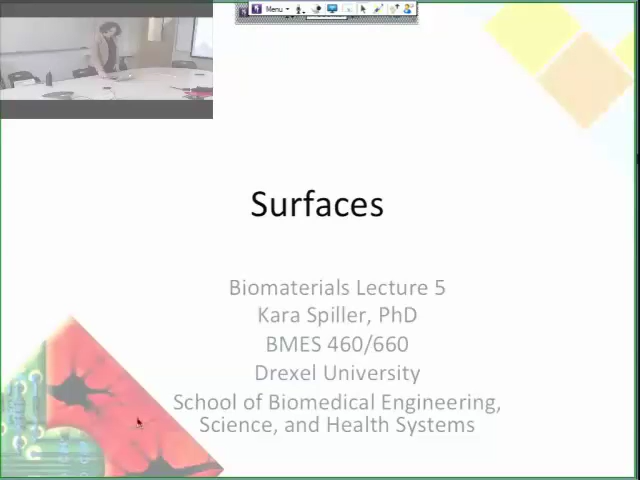 Menu
Surfaces
Biomaterials Lecture 5
Kara Spiller, PhD
BMES 460/660
Drexel University
School of Biomedical Engineering,
Science, and Health Systems